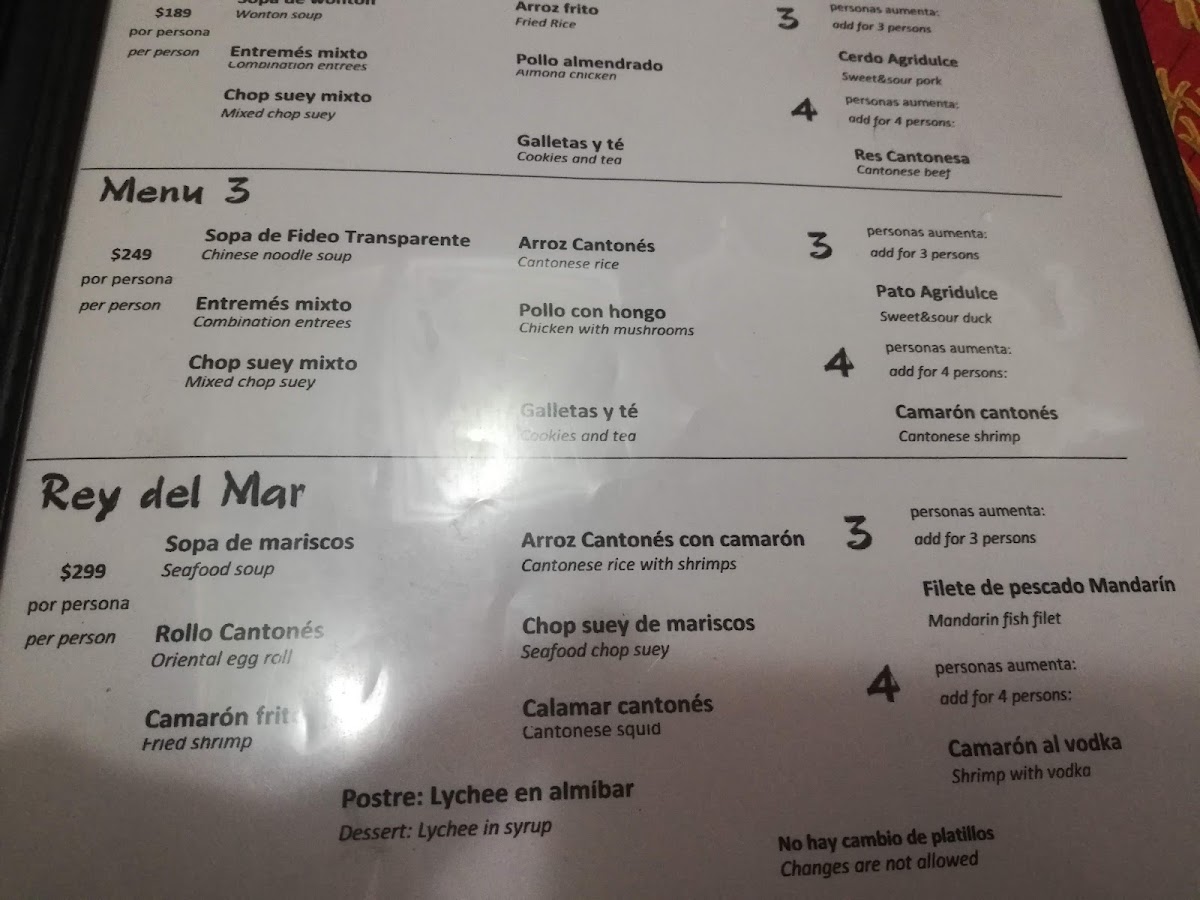 $189
por persona
per person
Sopa de wonton
Wonton soup
Entremés mixto
Combination entrees
Chop suey mixto
Mixed chop suey
Arroz frito
Fried Rice
Pollo almendrado
Almond chicken
Galletas y té
Cookies and tea
3 personas aumenta:
add for 3 persons
Cerdo Agridulce
Sweet&sour pork
4 personas aumenta:
add for 4 persons:
Res Cantonesa
Cantonese beef
Menu 3
$249
por persona
per person
Sopa de Fideo Transparente
Chinese noodle soup
Entremés mixto
Combination entrees
Chop suey mixto
Mixed chop suey
Arroz Cantonés
Cantonese rice
Pollo con hongo
Chicken with mushrooms
Galletas y té
Cookies and tea
3 personas aumenta:
add for 3 persons
Pato Agridulce
Sweet&sour duck
4 personas aumenta:
add for 4 persons:
Camarón cantonés
Cantonese shrimp
Rey del Mar
$299
por persona
per person
Sopa de mariscos
Seafood soup
Rollo Cantonés
Oriental egg roll
Camarón frito
Fried shrimp
Arroz Cantonés con camarón
Cantonese rice with shrimps
Chop suey de mariscos
Seafood chop suey
Calamar cantonés
Cantonese squid
3 personas aumenta:
add for 3 persons
Filete de pescado Mandarín
Mandarin fish filet
4 personas aumenta:
add for 4 persons:
Camarón al vodka
Shrimp with vodka
Postre: Lychee en almíbar
Dessert: Lychee in syrup
No hay cambio de platillos
Changes are not allowed